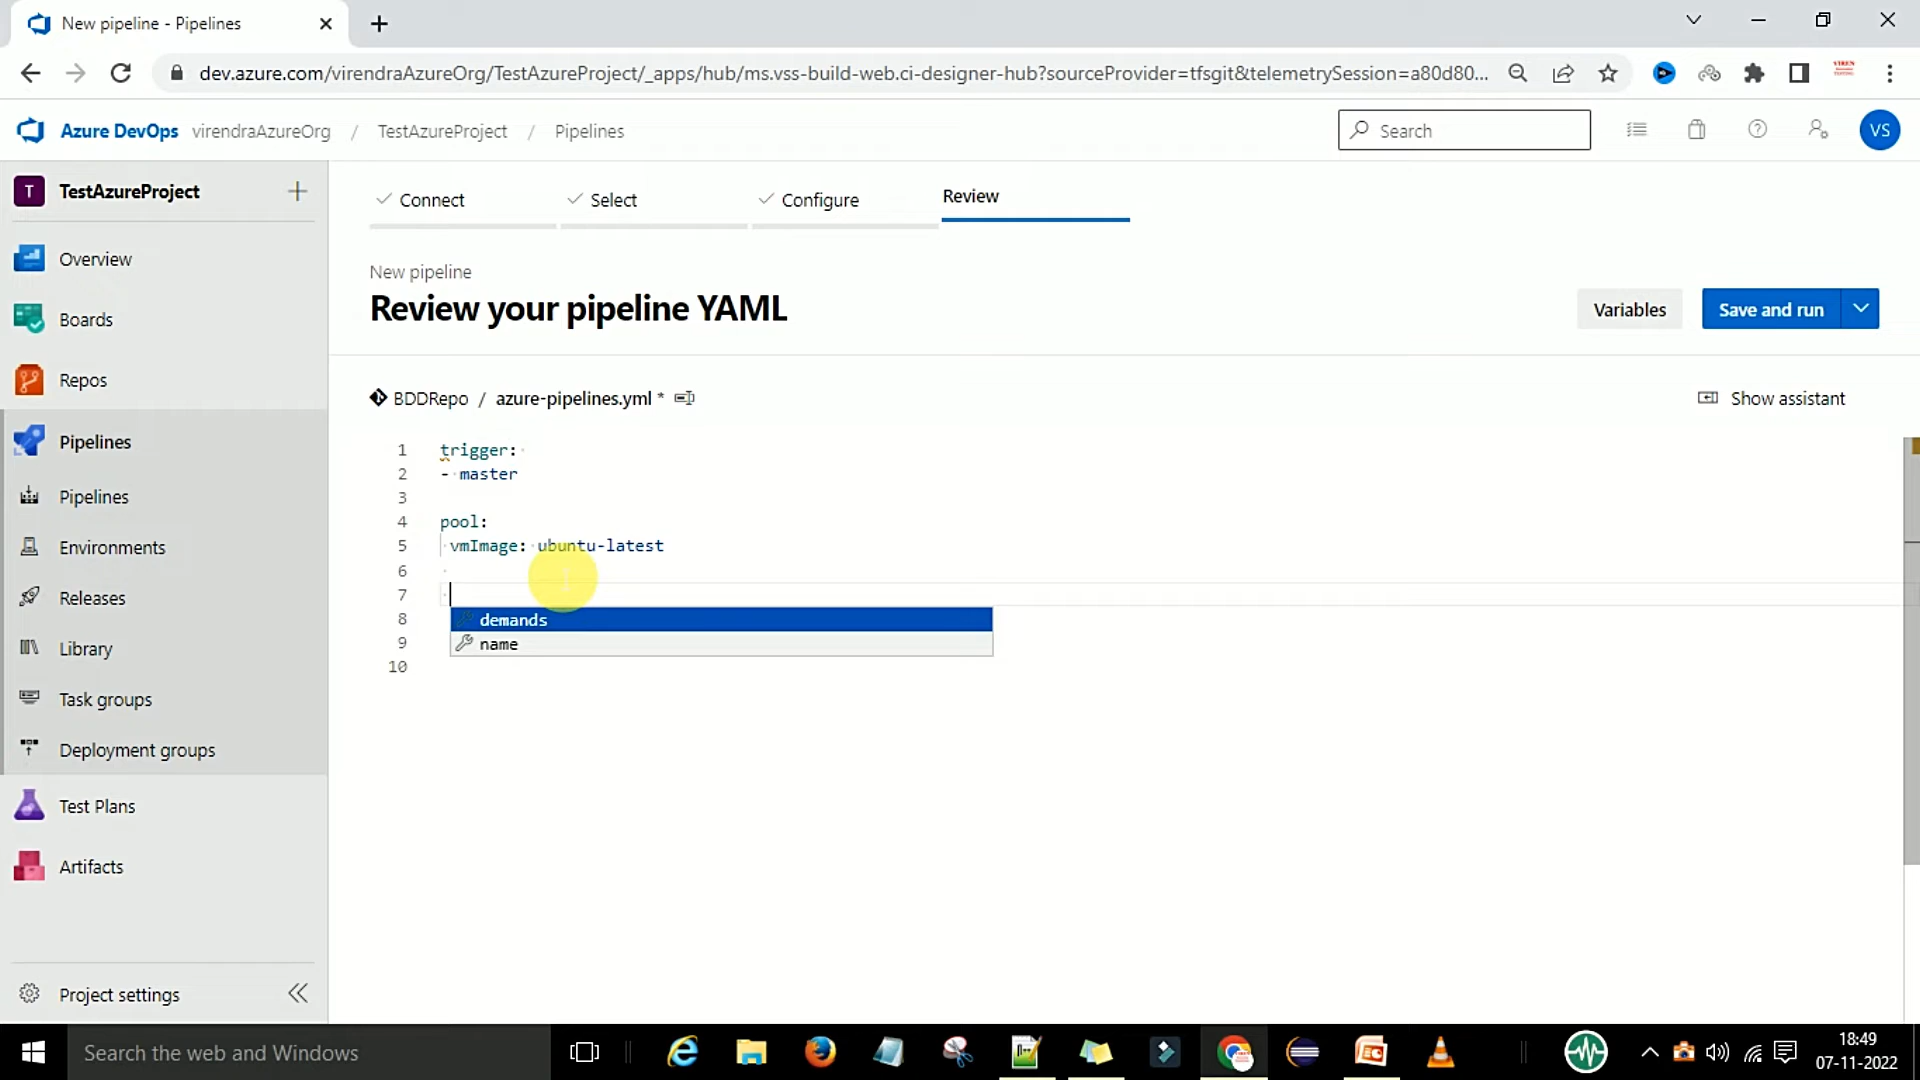 New pipeline - Pipelines
dev.azure.com/virendraAzureOrg/TestAzureProject/_apps/hub/ms.vss-build-web.ci-designer-hub?sourceProvider=tfsgit&telemetrySession=a80d80...
Azure DevOps virendraAzureOrg / TestAzureProject / Pipelines
Search
VS
T TestAzureProject
Connect Select Configure Review
Overview
New pipeline
Review your pipeline YAML
Variables Save and run
Boards
Repos
BDDRepo / azure-pipelines.yml *
Show assistant
Pipelines
Pipelines
Environments
Releases
Library
Task groups
Deployment groups
Test Plans
Artifacts
Project settings
1 trigger:
2 - master
3
4 pool:
5 vmImage: ubuntu-latest
6
7
8 demands
9 name
10
Search the web and Windows
18:49
07-11-2022